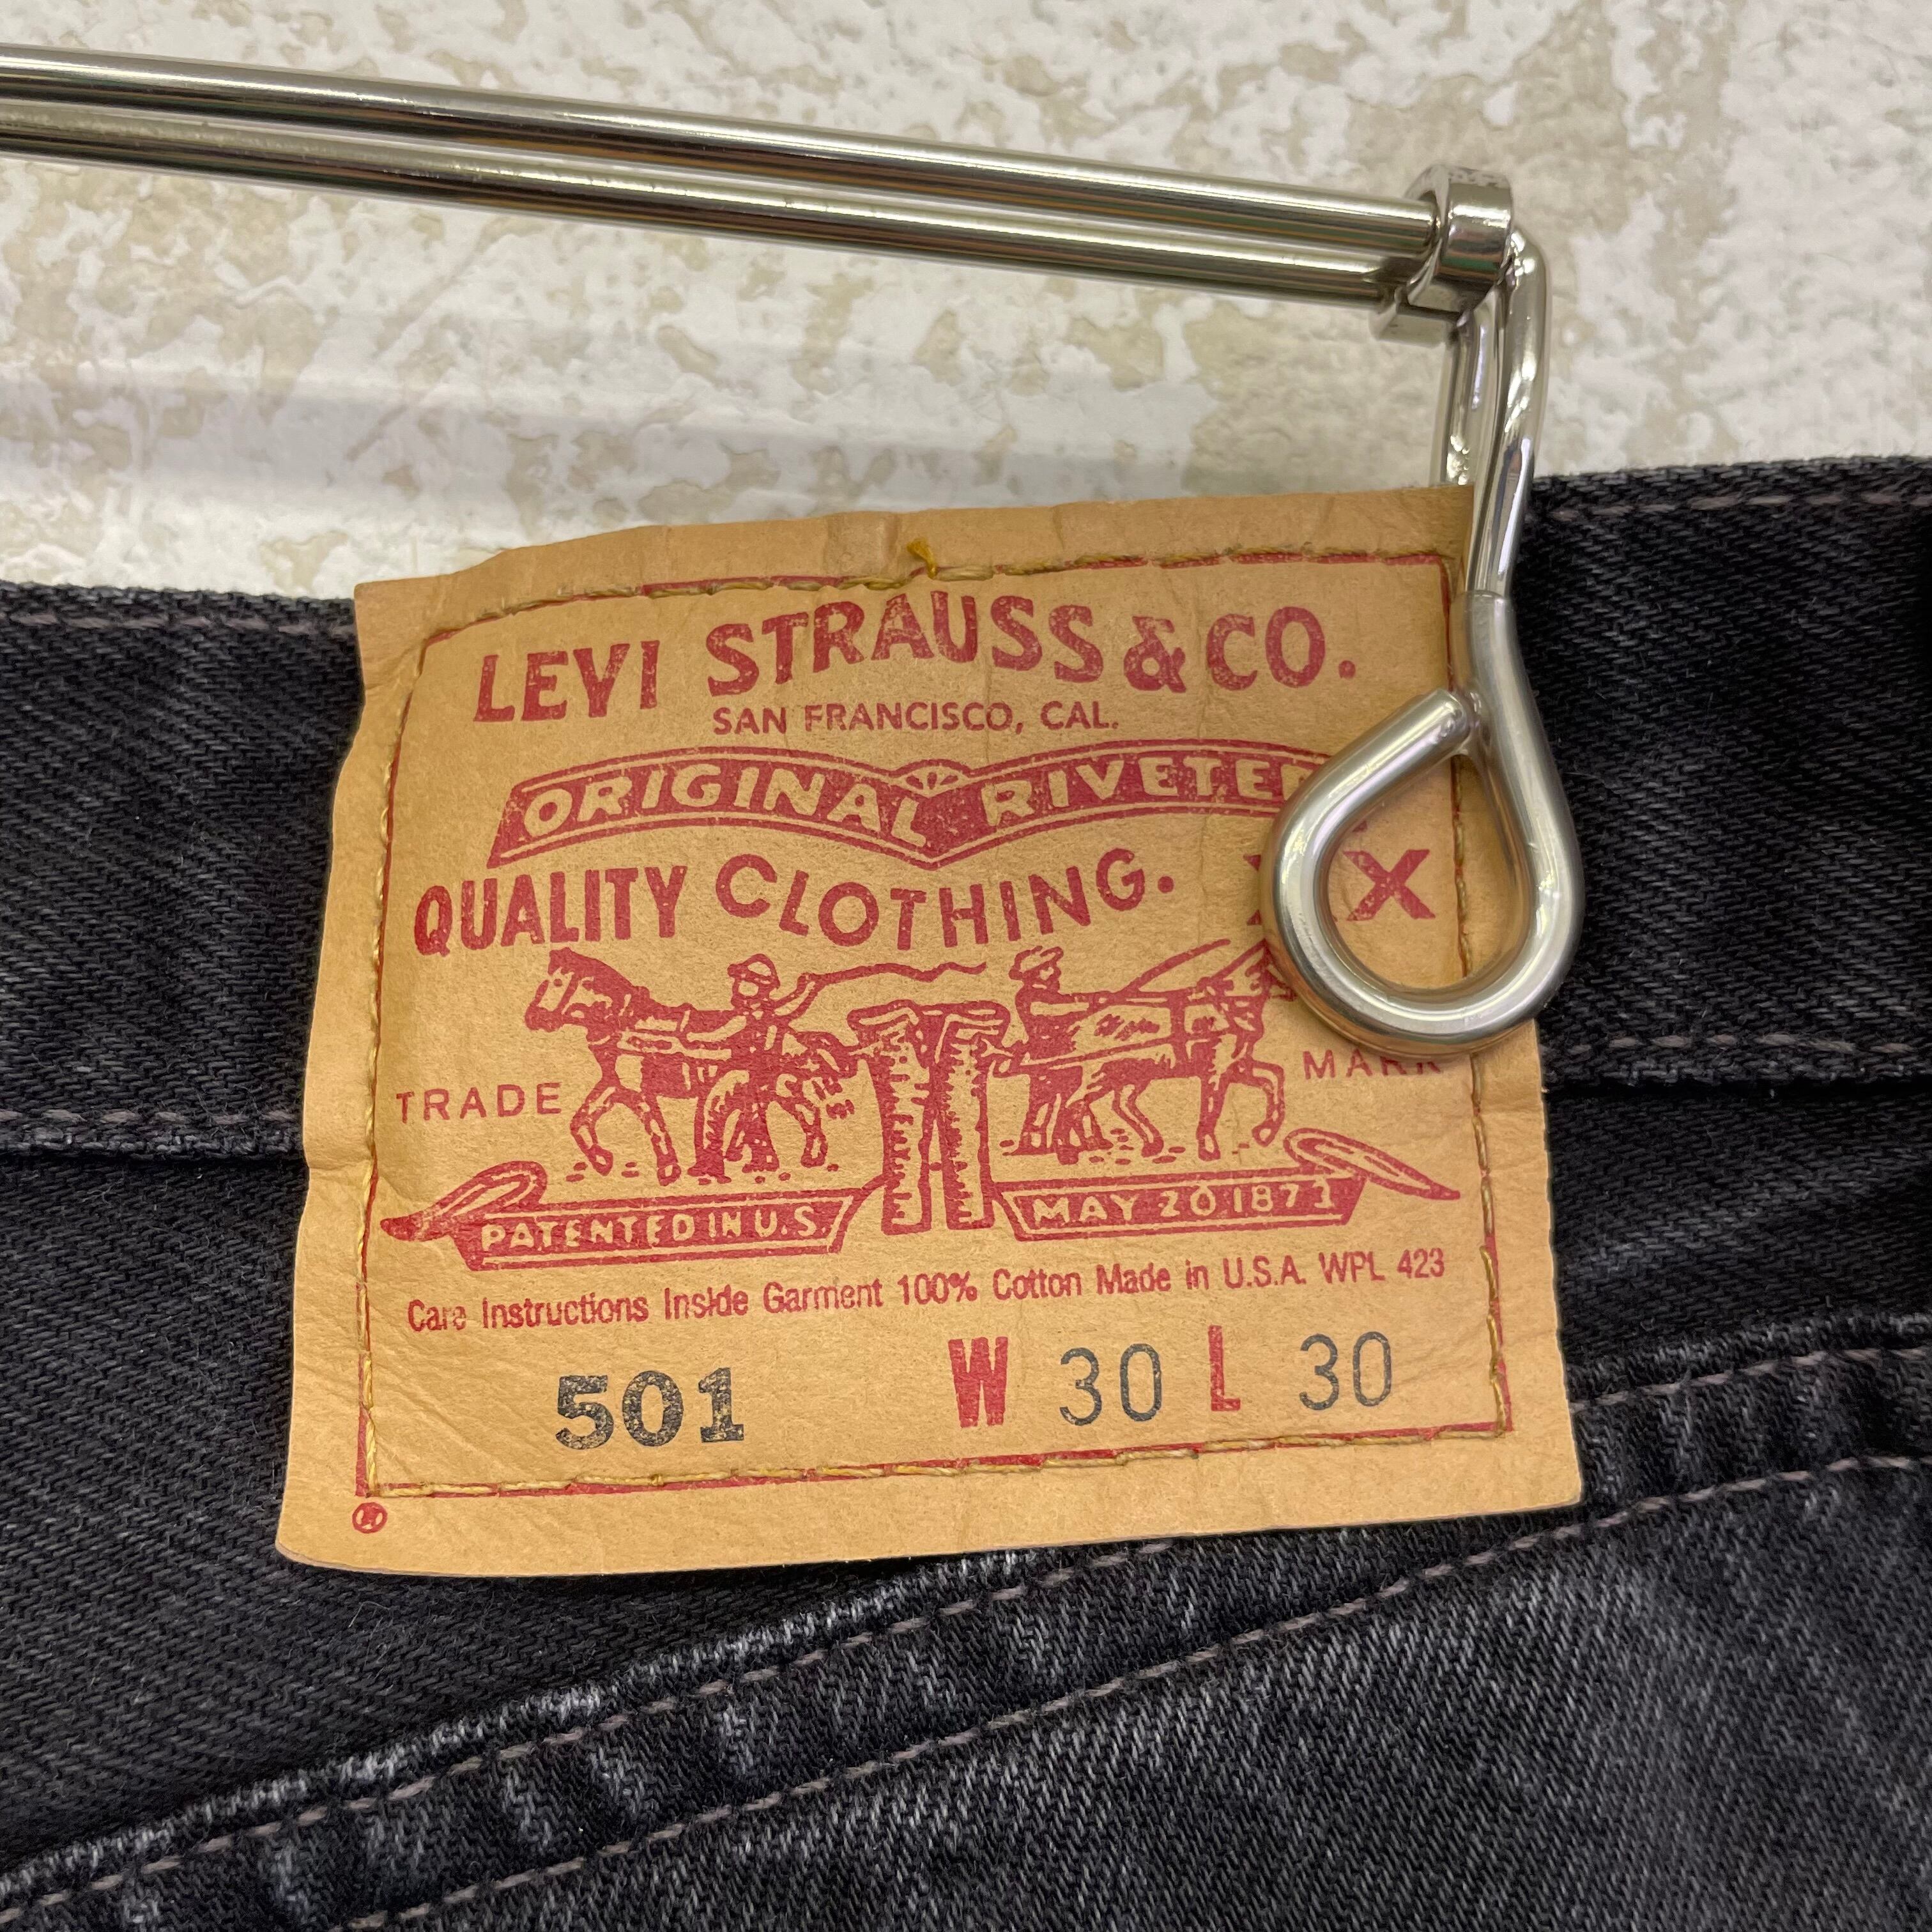 LEVI STRAUSS & CO.
SAN FRANCISCO, CAL.
ORIGINAL
QUALITY CLOTHING.
TRADE MARK
PATENTED IN U.S. MAY 20 1873
Care Instructions Inside Garment 100% Cotton Made in U.S.A. WPL 423
501 W 30 L 30